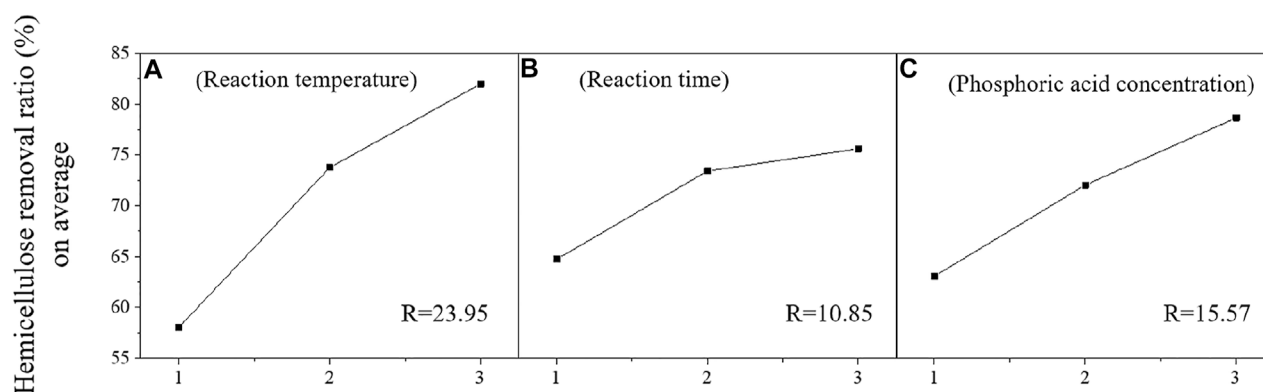 Hemicellulose removal ratio (%)
on average
85
80
75
70
65
60
55
A
(Reaction temperature)
R=23.95
1 2 3
B
(Reaction time)
R=10.85
1 2 3
C
(Phosphoric acid concentration)
R=15.57
1 2 3